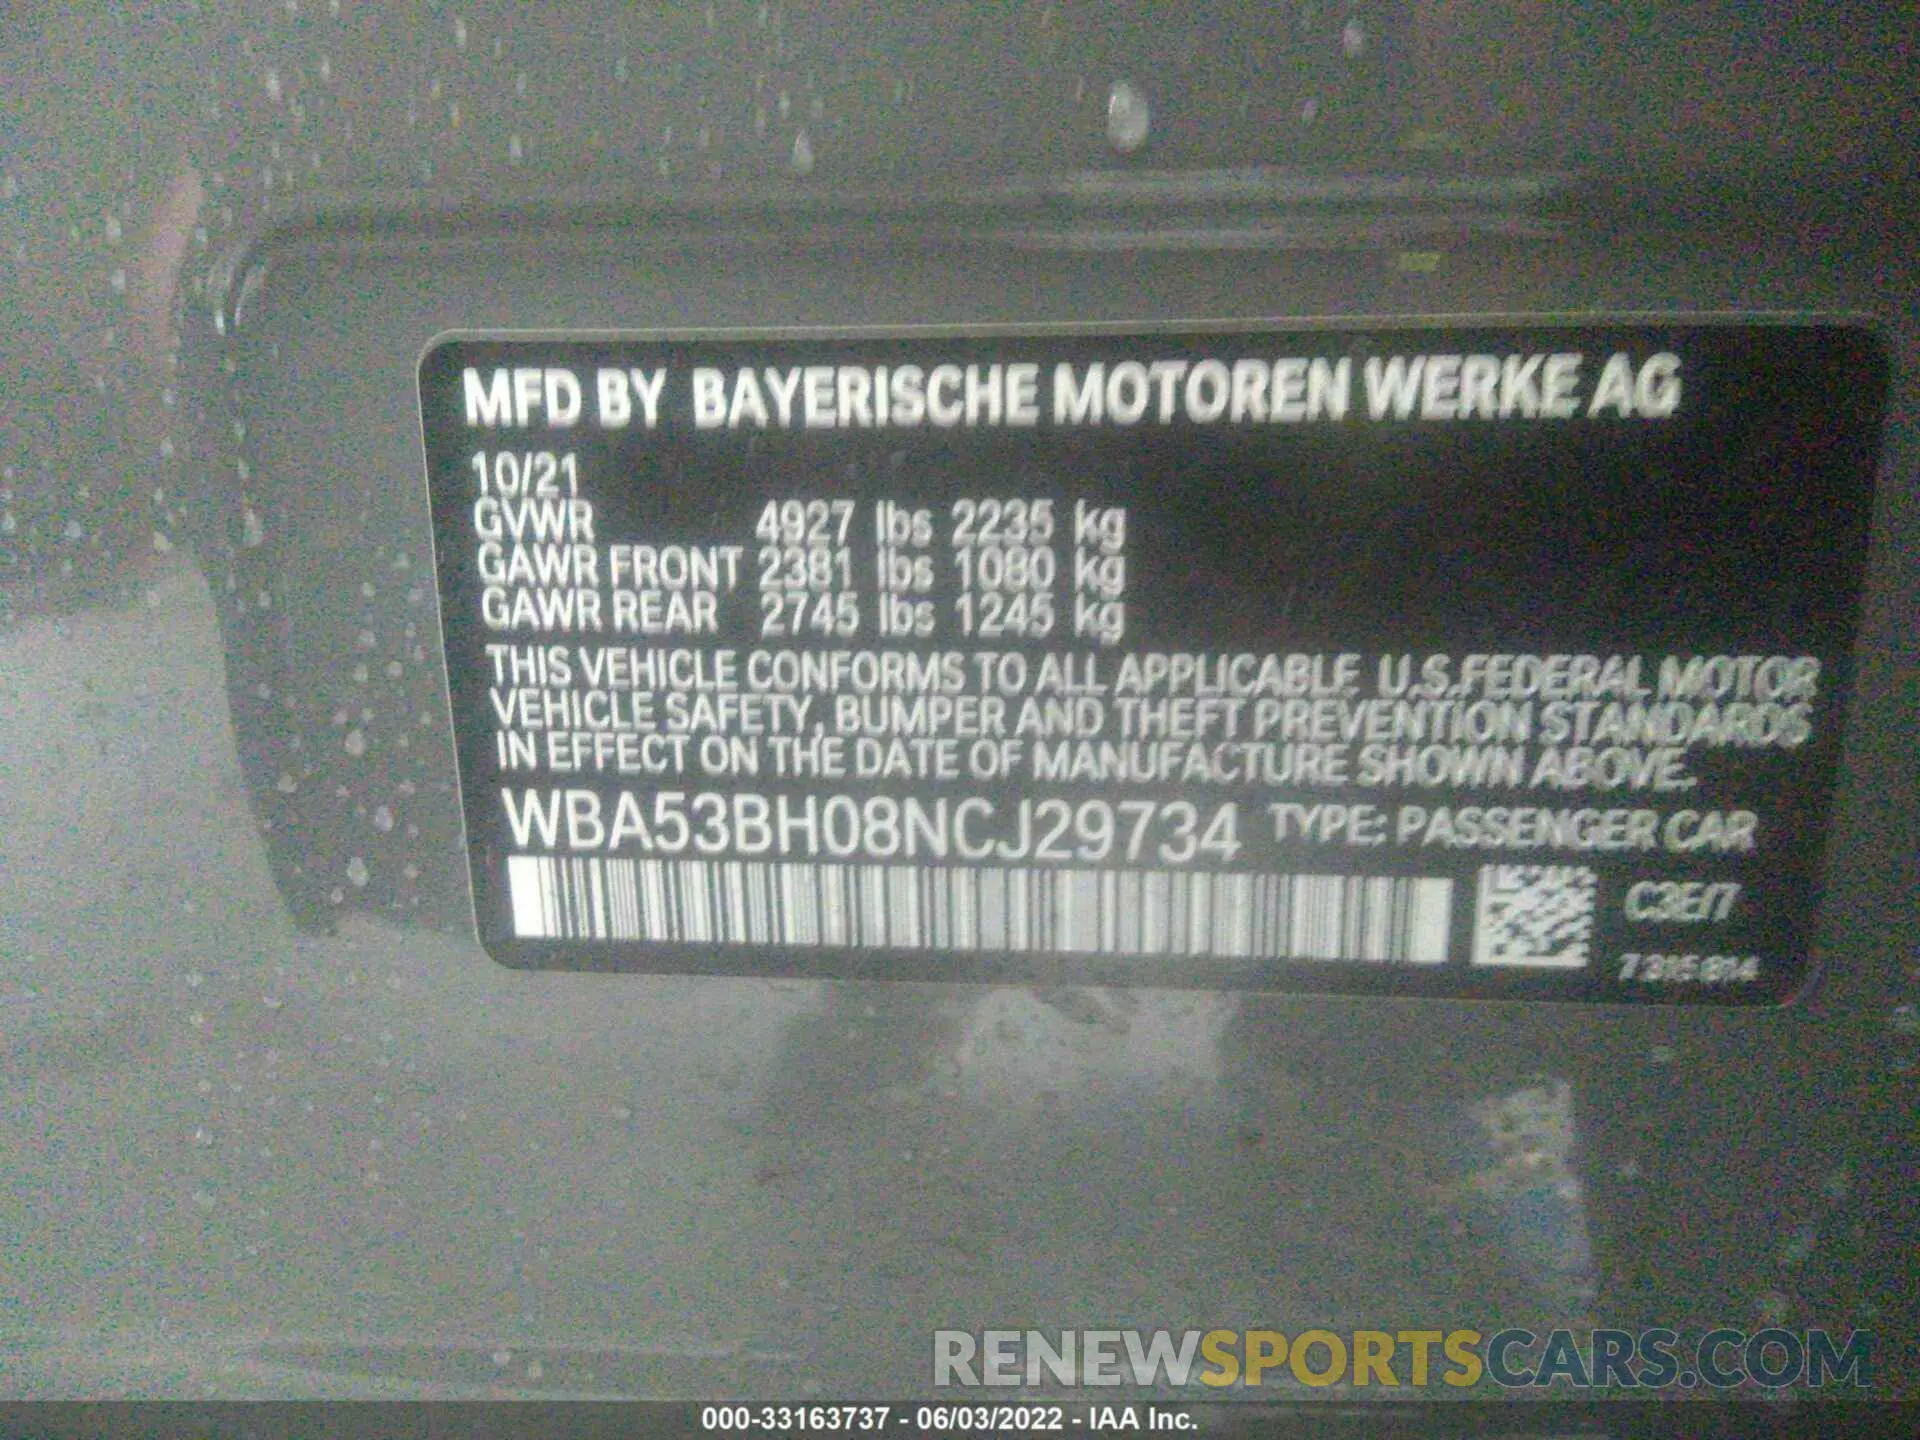 MFD BY BAYERISCHE MOTOREN WERKE AG
10/21
GVWR 4927 lbs 2235 kg
GAWR FRONT 2381 lbs 1080 kg
GAWR REAR 2745 lbs 1245 kg
THIS VEHICLE CONFORMS TO ALL APPLICABLE U.S.FEDERAL MOTOR
VEHICLE SAFETY, BUMPER AND THEFT PREVENTION STANDARDS
IN EFFECT ON THE DATE OF MANUFACTURE SHOWN ABOVE.
WBA53BH08NCJ29734 TYPE: PASSENGER CAR
C3E/7
7 315 814
RENEWSPORTSCARS.COM
000-33163737 - 06/03/2022 - IAA Inc.